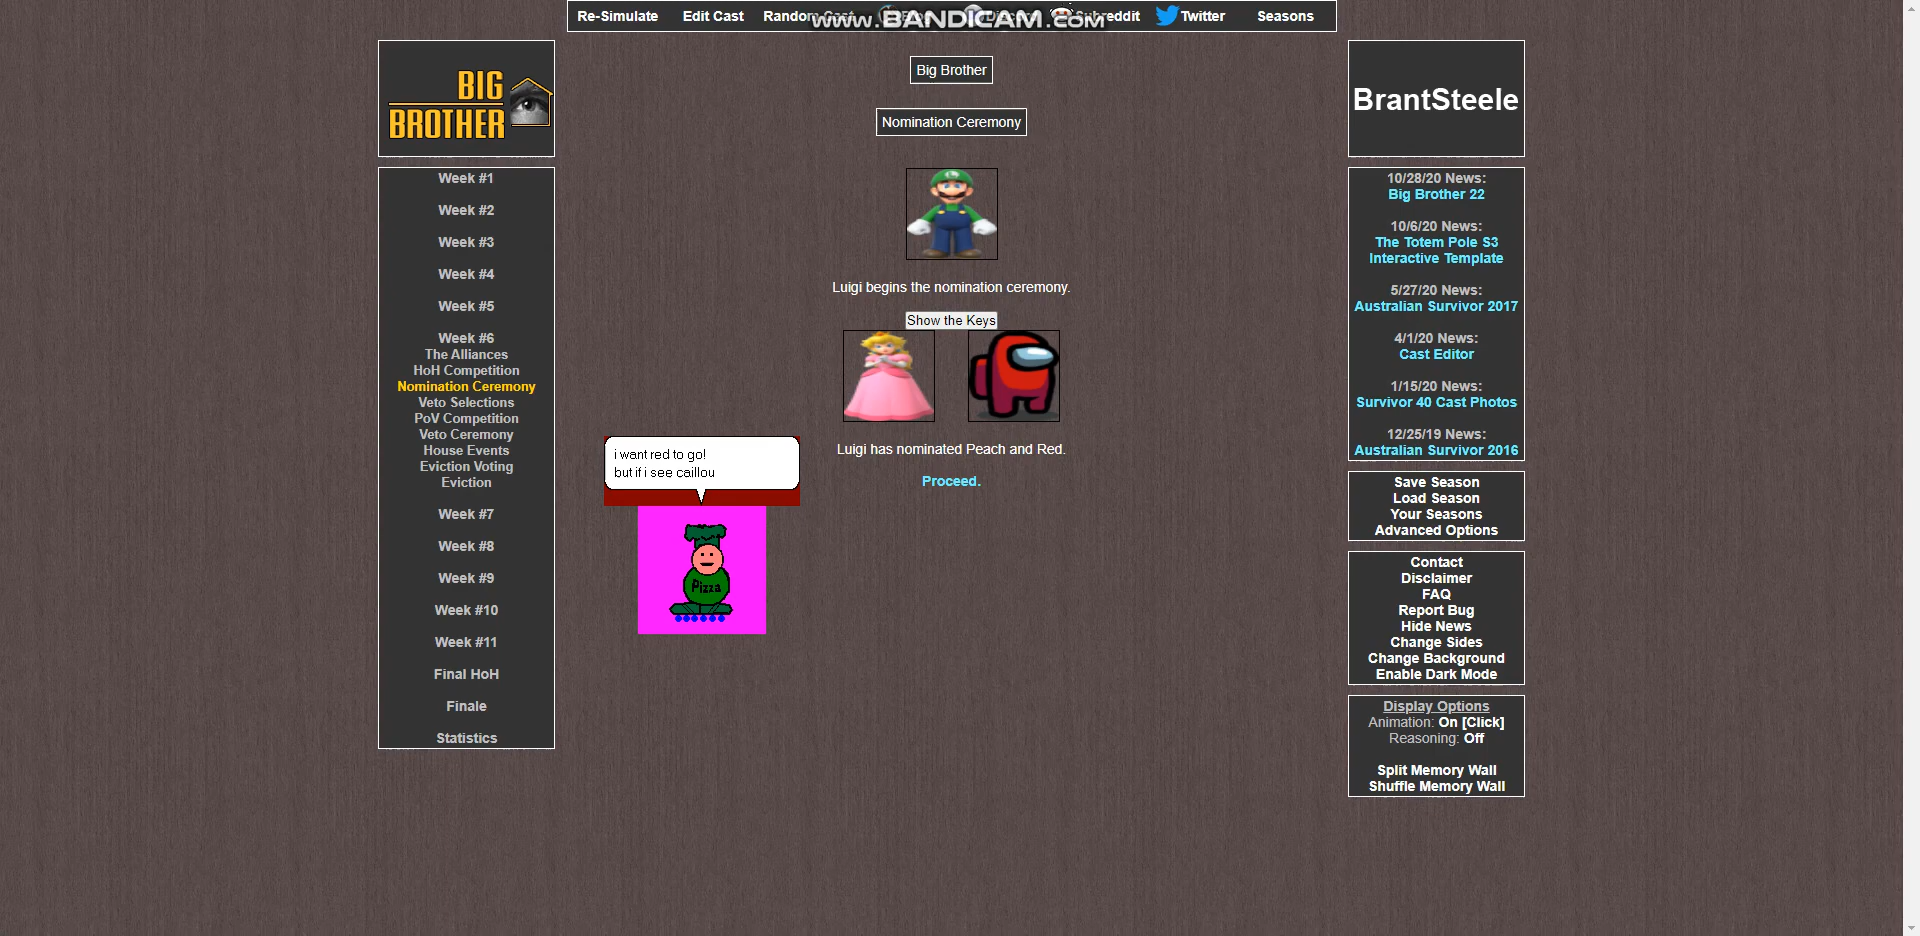 Re-Simulate Edit Cast Random Cast Subreddit Twitter Seasons
www.BANDICAM.com
BIG
BROTHER
Week #1
Week #2
Week #3
Week #4
Week #5
Week #6
The Alliances
HoH Competition
Nomination Ceremony
Veto Selections
PoV Competition
Veto Ceremony
House Events
Eviction Voting
Eviction
Week #7
Week #8
Week #9
Week #10
Week #11
Final HoH
Finale
Statistics
Big Brother
Nomination Ceremony
Luigi begins the nomination ceremony.
Show the Keys
Luigi has nominated Peach and Red.
Proceed.
i want red to go!
but if i see caillou
Pizza
BrantSteele
10/28/20 News:
Big Brother 22
10/6/20 News:
The Totem Pole S3
Interactive Template
5/27/20 News:
Australian Survivor 2017
4/1/20 News:
Cast Editor
1/15/20 News:
Survivor 40 Cast Photos
12/25/19 News:
Australian Survivor 2016
Save Season
Load Season
Your Seasons
Advanced Options
Contact
Disclaimer
FAQ
Report Bug
Hide News
Change Sides
Change Background
Enable Dark Mode
Display Options
Animation: On [Click]
Reasoning: Off
Split Memory Wall
Shuffle Memory Wall